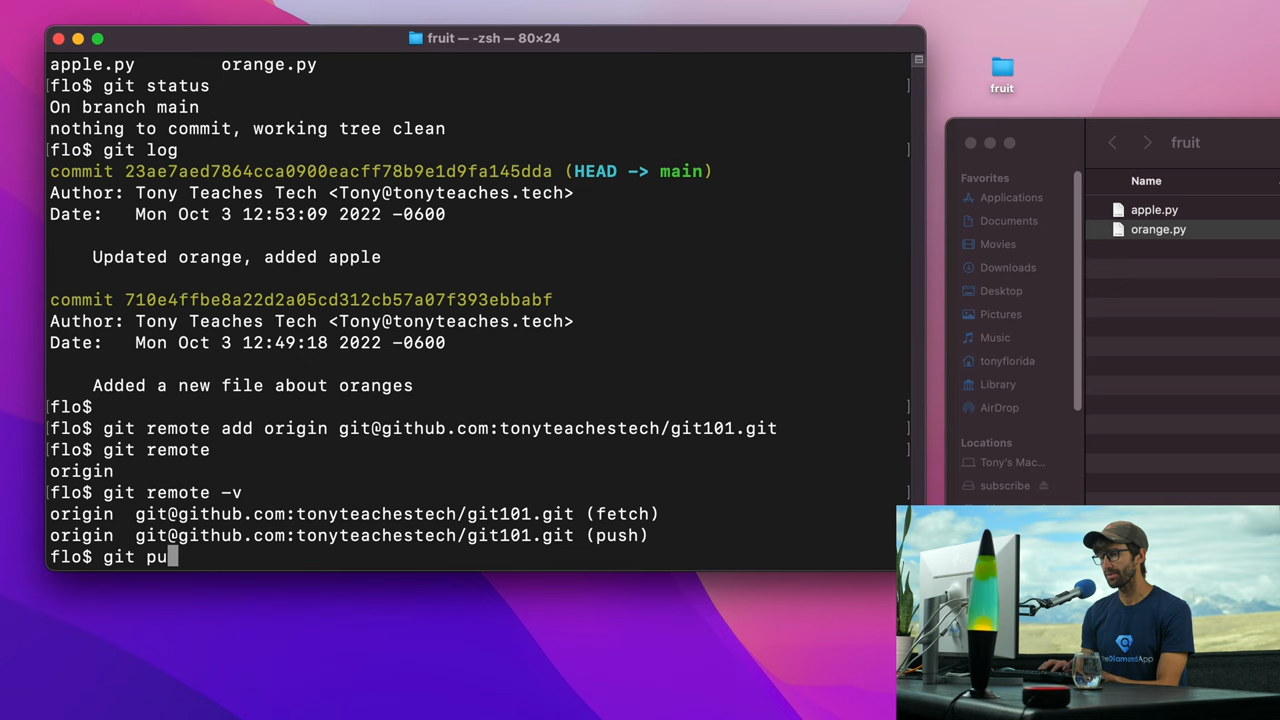 fruit — -zsh — 80×24
apple.py orange.py
[flo$ git status ]
On branch main
nothing to commit, working tree clean
[flo$ git log ]
commit 23ae7aed7864cca0900eacff78b9e1d9fa145dda (HEAD -> main)
Author: Tony Teaches Tech <Tony@tonyteaches.tech>
Date: Mon Oct 3 12:53:09 2022 -0600
Updated orange, added apple
commit 710e4ffbe8a22d2a05cd312cb57a07f393ebbabf
Author: Tony Teaches Tech <Tony@tonyteaches.tech>
Date: Mon Oct 3 12:49:18 2022 -0600
Added a new file about oranges
[flo$ ]
[flo$ git remote add origin git@github.com:tonyteachestech/git101.git ]
[flo$ git remote ]
origin
[flo$ git remote -v ]
origin git@github.com:tonyteachestech/git101.git (fetch)
origin git@github.com:tonyteachestech/git101.git (push)
flo$ git pu
fruit
fruit
Favorites
Applications
Documents
Movies
Downloads
Desktop
Pictures
Music
tonyflorida
Library
AirDrop
Locations
Tony's Mac...
subscribe
Name
apple.py
orange.py